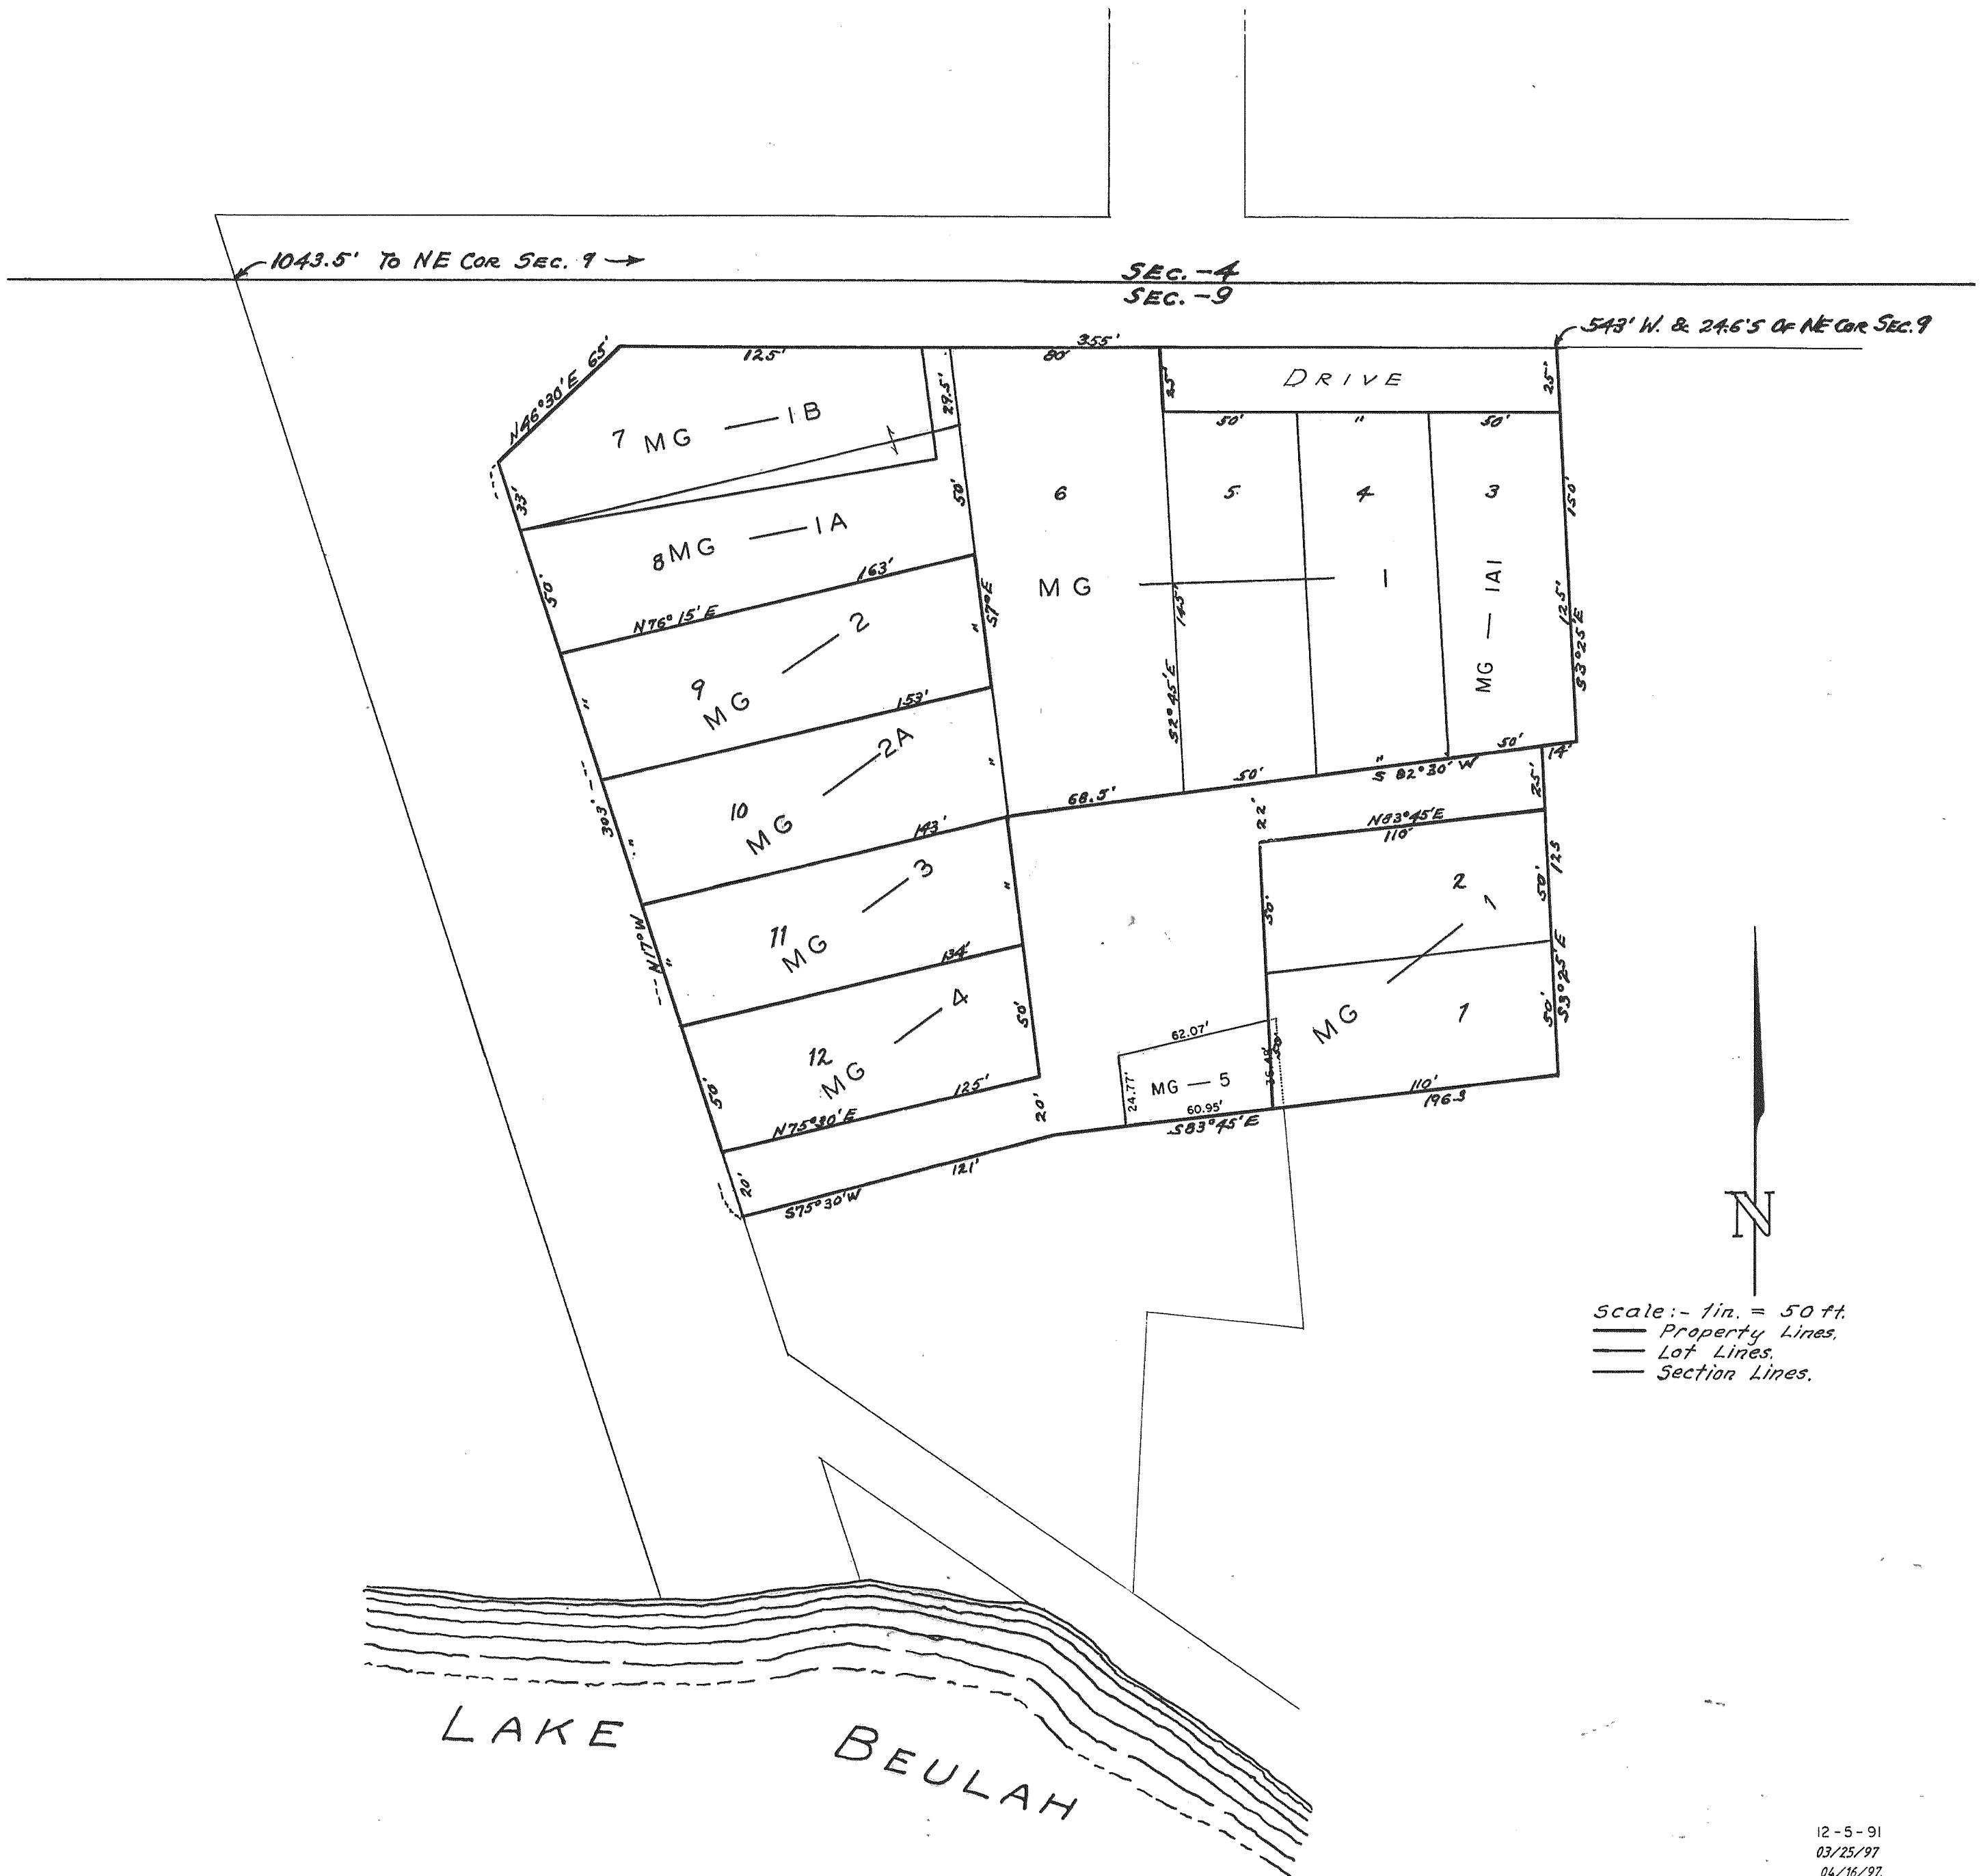 1043.5' TO NE COR SEC. 9 →
SEC. - 4
SEC. - 9
543' W. & 24.6' S OF NE COR SEC. 9
355'
125'
80'
N46°30'E 65'
29.5'
25'
DRIVE
25'
7 MG — 1B
50'
"
50'
33'
50'
6
5
4
3
150'
8 MG — 1A
163'
50'
N76°15'E
S7°E
MG — 1
145'
MG — 1A1
125'
S3°25'E
"
9
MG — 2
153'
"
S2°45'E
10
MG — 2A
143'
"
303'
"
68.5'
50'
"
S 82°30' W
50'
14'
25'
22'
N83°45'E
110'
11
MG — 3
134'
"
N17°W
"
50'
2
50'
125
MG — 1
1
S3°25'E
50'
12
MG — 4
50'
50'
62.07'
24.77'
MG — 5
60.95'
50'
S83°45'E
110'
196.3
125'
N75°30'E
20'
20'
121'
S75°30'W
N
Scale:- 1in. = 50 ft.
Property Lines.
Lot Lines.
Section Lines.
LAKE BEULAH
12-5-91
03/25/97
04/16/97